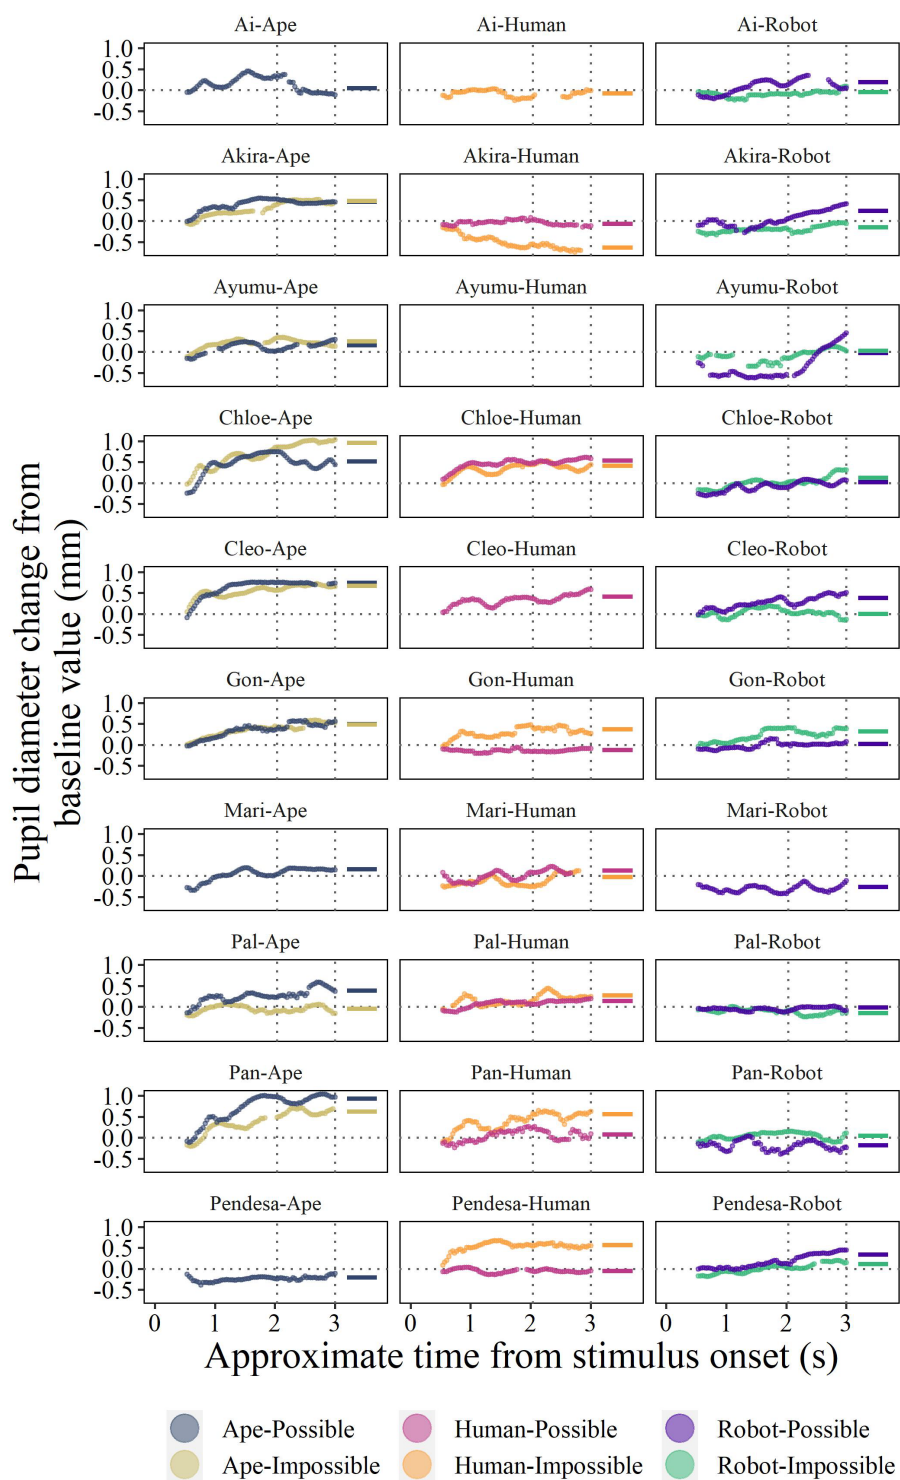 Ai-Ape Ai-Human Ai-Robot
1.0
0.5
0.0
-0.5
Akira-Ape Akira-Human Akira-Robot
1.0
0.5
0.0
-0.5
Ayumu-Ape Ayumu-Human Ayumu-Robot
1.0
0.5
0.0
-0.5
Chloe-Ape Chloe-Human Chloe-Robot
1.0
0.5
0.0
-0.5
Cleo-Ape Cleo-Human Cleo-Robot
1.0
0.5
0.0
-0.5
Gon-Ape Gon-Human Gon-Robot
1.0
0.5
0.0
-0.5
Mari-Ape Mari-Human Mari-Robot
1.0
0.5
0.0
-0.5
Pal-Ape Pal-Human Pal-Robot
1.0
0.5
0.0
-0.5
Pan-Ape Pan-Human Pan-Robot
1.0
0.5
0.0
-0.5
Pendesa-Ape Pendesa-Human Pendesa-Robot
1.0
0.5
0.0
-0.5
Pupil diameter change from
baseline value (mm)
0 1 2 3 0 1 2 3 0 1 2 3
Approximate time from stimulus onset (s)
Ape-Possible Human-Possible Robot-Possible
Ape-Impossible Human-Impossible Robot-Impossible